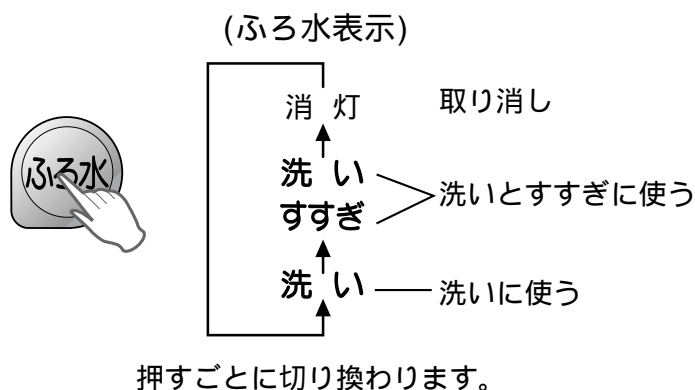 (ふろ水表示)
消 灯 取り消し
ふろ水
洗 い
すすぎ
洗いとすすぎに使う
洗 い 洗いに使う
押すごとに切り換わります。